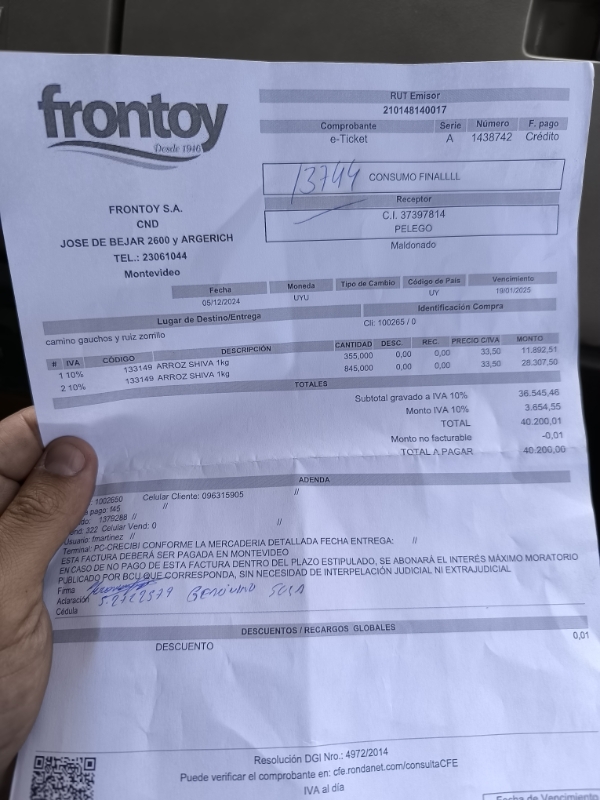 frontoy
Desde 1946
RUT Emisor
210148140017
Comprobante Serie Número F. pago
e-Ticket A 1438742 Crédito
13744 CONSUMO FINALLLL
Receptor
C.I. 37397814
PELEGO
Maldonado
FRONTOY S.A.
CND
JOSE DE BEJAR 2600 y ARGERICH
TEL.: 23061044
Montevideo
Fecha Moneda Tipo de Cambio Código de País Vencimiento
05/12/2024 UYU UY 19/01/2025
Lugar de Destino/Entrega Identificación Compra
camino gauchos y ruiz zorrilo Cli: 100265 / 0
# IVA CÓDIGO DESCRIPCIÓN CANTIDAD DESC. REC. PRECIO C/IVA MONTO
1 10% 133149 ARROZ SHIVA 1kg 355,000 0,00 0,00 33,50 11.892,51
2 10% 133149 ARROZ SHIVA 1kg 845,000 0,00 0,00 33,50 28.307,50
TOTALES
Subtotal gravado a IVA 10% 36.545,46
Monto IVA 10% 3.654,55
TOTAL 40.200,01
Monto no facturable -0,01
TOTAL A PAGAR 40.200,00
ADENDA
1002650 Celular Cliente: 096315905 //
pago 145
1379288 //
322 Celular Vend: 0 //
Usuario: fmartinez //
Termina: PC-CRECIBI CONFORME LA MERCADERIA DETALLADA FECHA ENTREGA: //
ESTA FACTURA DEBERÁ SER PAGADA EN MONTEVIDEO
EN CASO DE NO PAGO DE ESTA FACTURA DENTRO DEL PLAZO ESTIPULADO, SE ABONARÁ EL INTERÉS MÁXIMO MORATORIO
PUBLICADO POR BCU QUE CORRESPONDA, SIN NECESIDAD DE INTERPELACIÓN JUDICIAL NI EXTRAJUDICIAL
Firma
Aclaración
Cédula
DESCUENTOS / RECARGOS GLOBALES
DESCUENTO 0,01
Resolución DGI Nro.: 4972/2014
Puede verificar el comprobante en: cfe.rondanet.com/consultaCFE
IVA al día
Fecha de Vencimiento